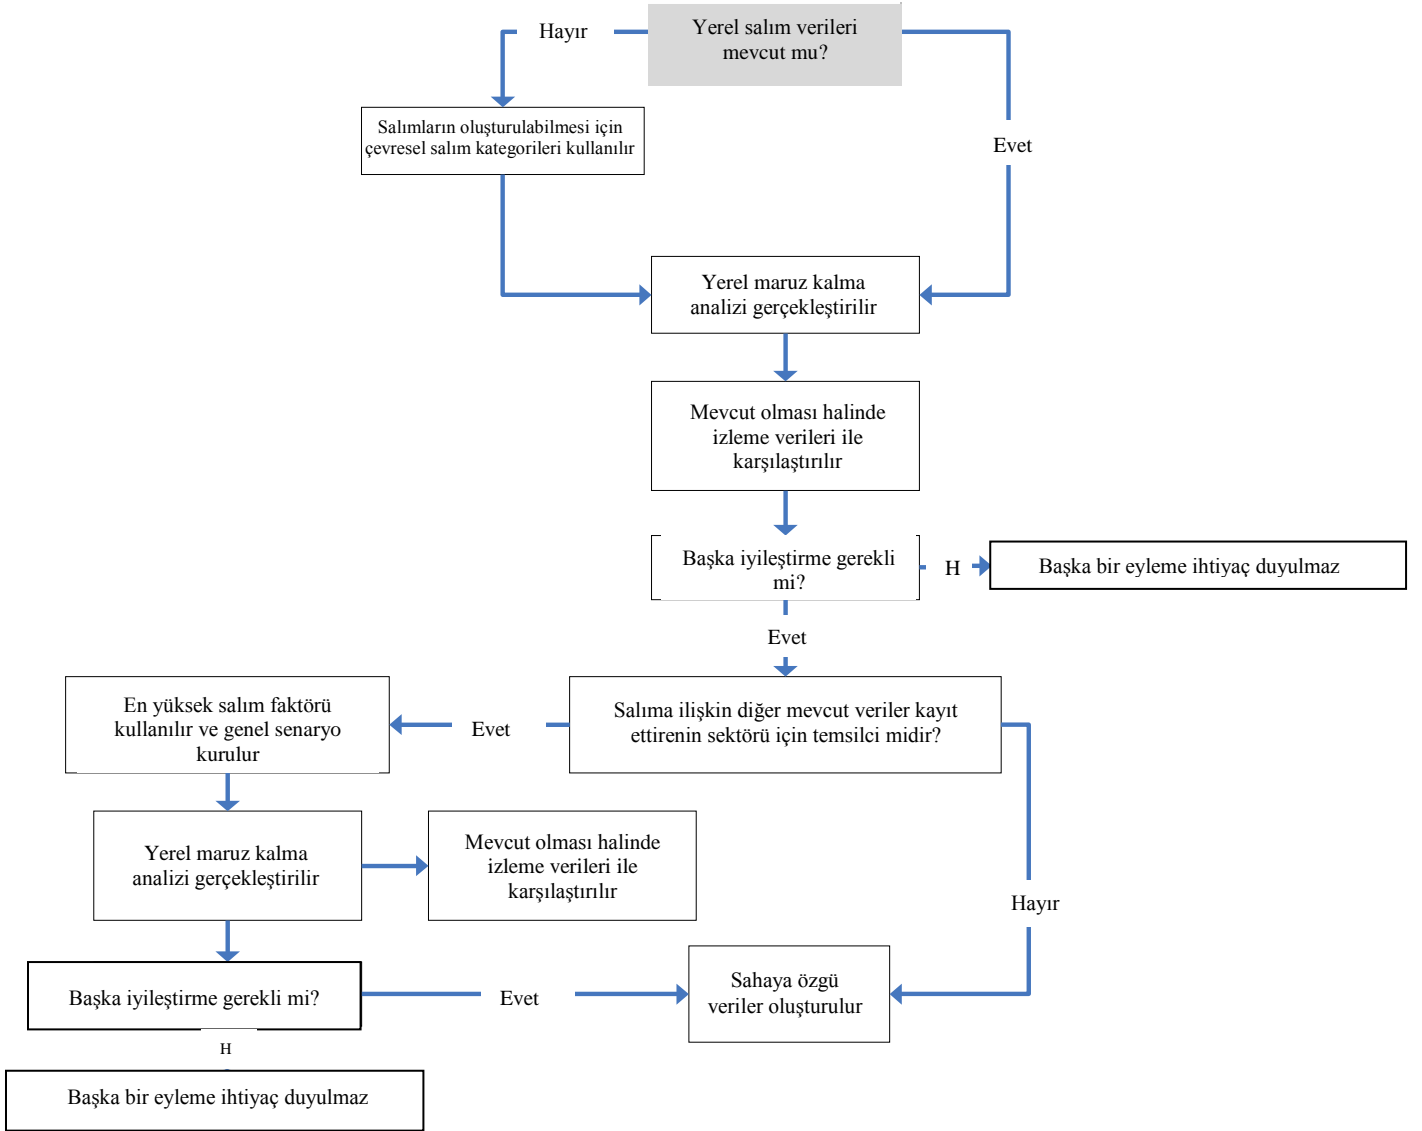 Yerel salım verileri
mevcut mu?
Hayır
Evet
Salımların oluşturulabilmesi için
çevresel salım kategorileri kullanılır
Yerel maruz kalma
analizi gerçekleştirilir
Mevcut olması halinde
izleme verileri ile
karşılaştırılır
Başka iyileştirme gerekli
mi?
H
Başka bir eyleme ihtiyaç duyulmaz
Evet
Salıma ilişkin diğer mevcut veriler kayıt
ettirenin sektörü için temsilci midir?
Evet
En yüksek salım faktörü
kullanılır ve genel senaryo
kurulur
Yerel maruz kalma
analizi gerçekleştirilir
Mevcut olması halinde
izleme verileri ile
karşılaştırılır
Hayır
Başka iyileştirme gerekli mi?
Evet
Sahaya özgü
veriler oluşturulur
H
Başka bir eyleme ihtiyaç duyulmaz